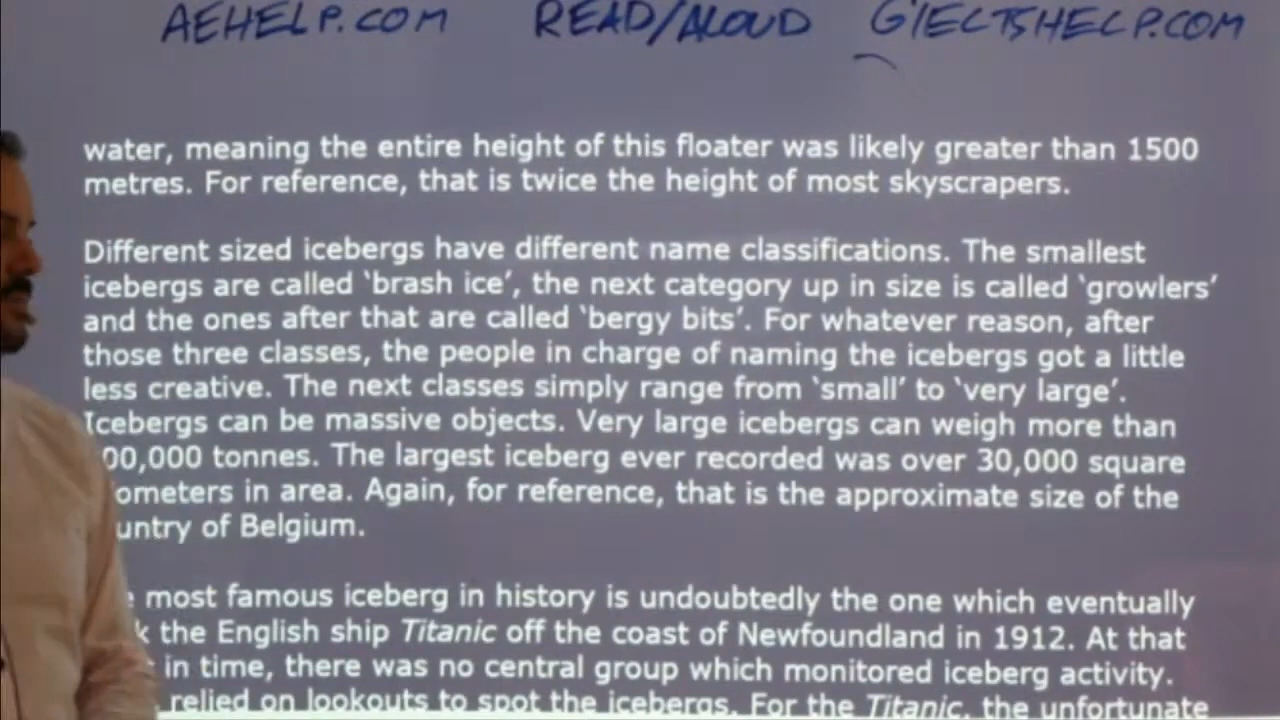 AEHELP.COM READ/ALOUD GIELTSHELP.COM
water, meaning the entire height of this floater was likely greater than 1500
metres. For reference, that is twice the height of most skyscrapers.
Different sized icebergs have different name classifications. The smallest
icebergs are called ‘brash ice’, the next category up in size is called ‘growlers’
and the ones after that are called ‘bergy bits’. For whatever reason, after
those three classes, the people in charge of naming the icebergs got a little
less creative. The next classes simply range from ‘small’ to ‘very large’.
Icebergs can be massive objects. Very large icebergs can weigh more than
00,000 tonnes. The largest iceberg ever recorded was over 30,000 square
ometers in area. Again, for reference, that is the approximate size of the
untry of Belgium.
most famous iceberg in history is undoubtedly the one which eventually
k the English ship Titanic off the coast of Newfoundland in 1912. At that
in time, there was no central group which monitored iceberg activity.
relied on lookouts to spot the icebergs. For the Titanic, the unfortunate